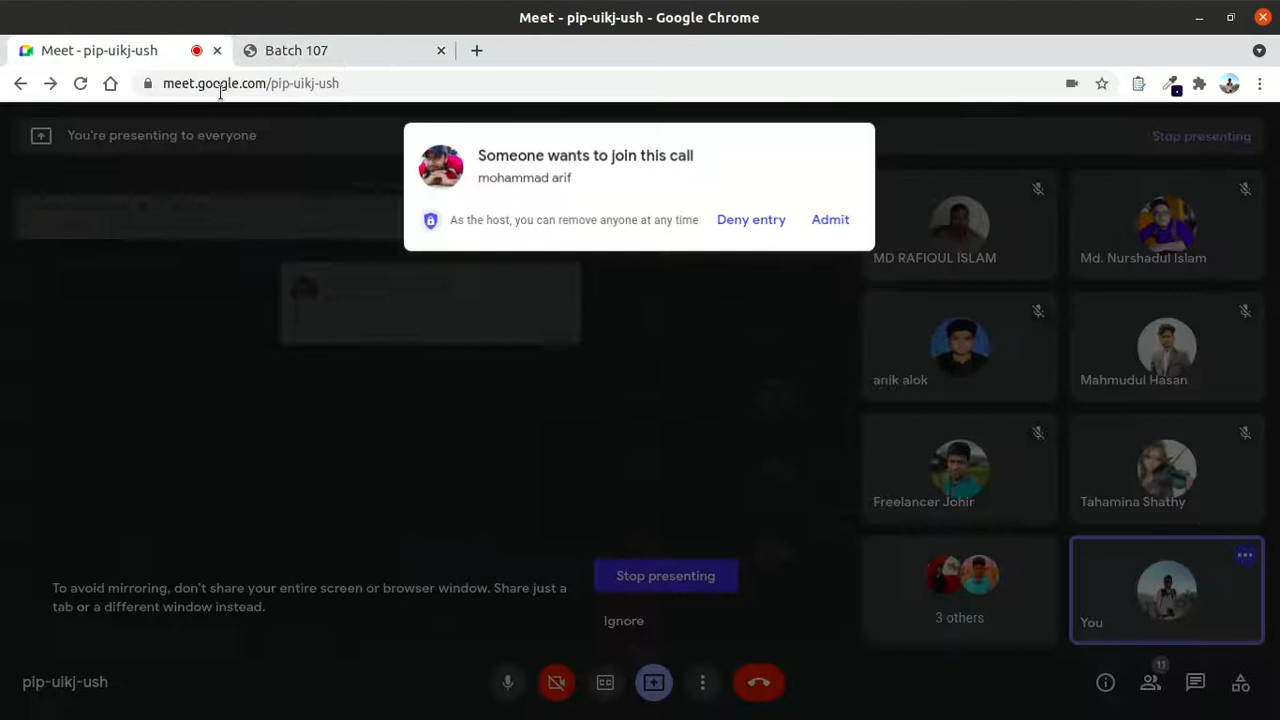 Meet - pip-uikj-ush - Google Chrome
Meet - pip-uikj-ush
Batch 107
meet.google.com/pip-uikj-ush
You're presenting to everyone
Stop presenting
Someone wants to join this call
mohammad arif
As the host, you can remove anyone at any time
Deny entry
Admit
MD RAFIQUL ISLAM
Md. Nurshadul Islam
anik alok
Mahmudul Hasan
Freelancer Johir
Tahamina Shathy
To avoid mirroring, don't share your entire screen or browser window. Share just a
tab or a different window instead.
Stop presenting
Ignore
3 others
You
pip-uikj-ush
11